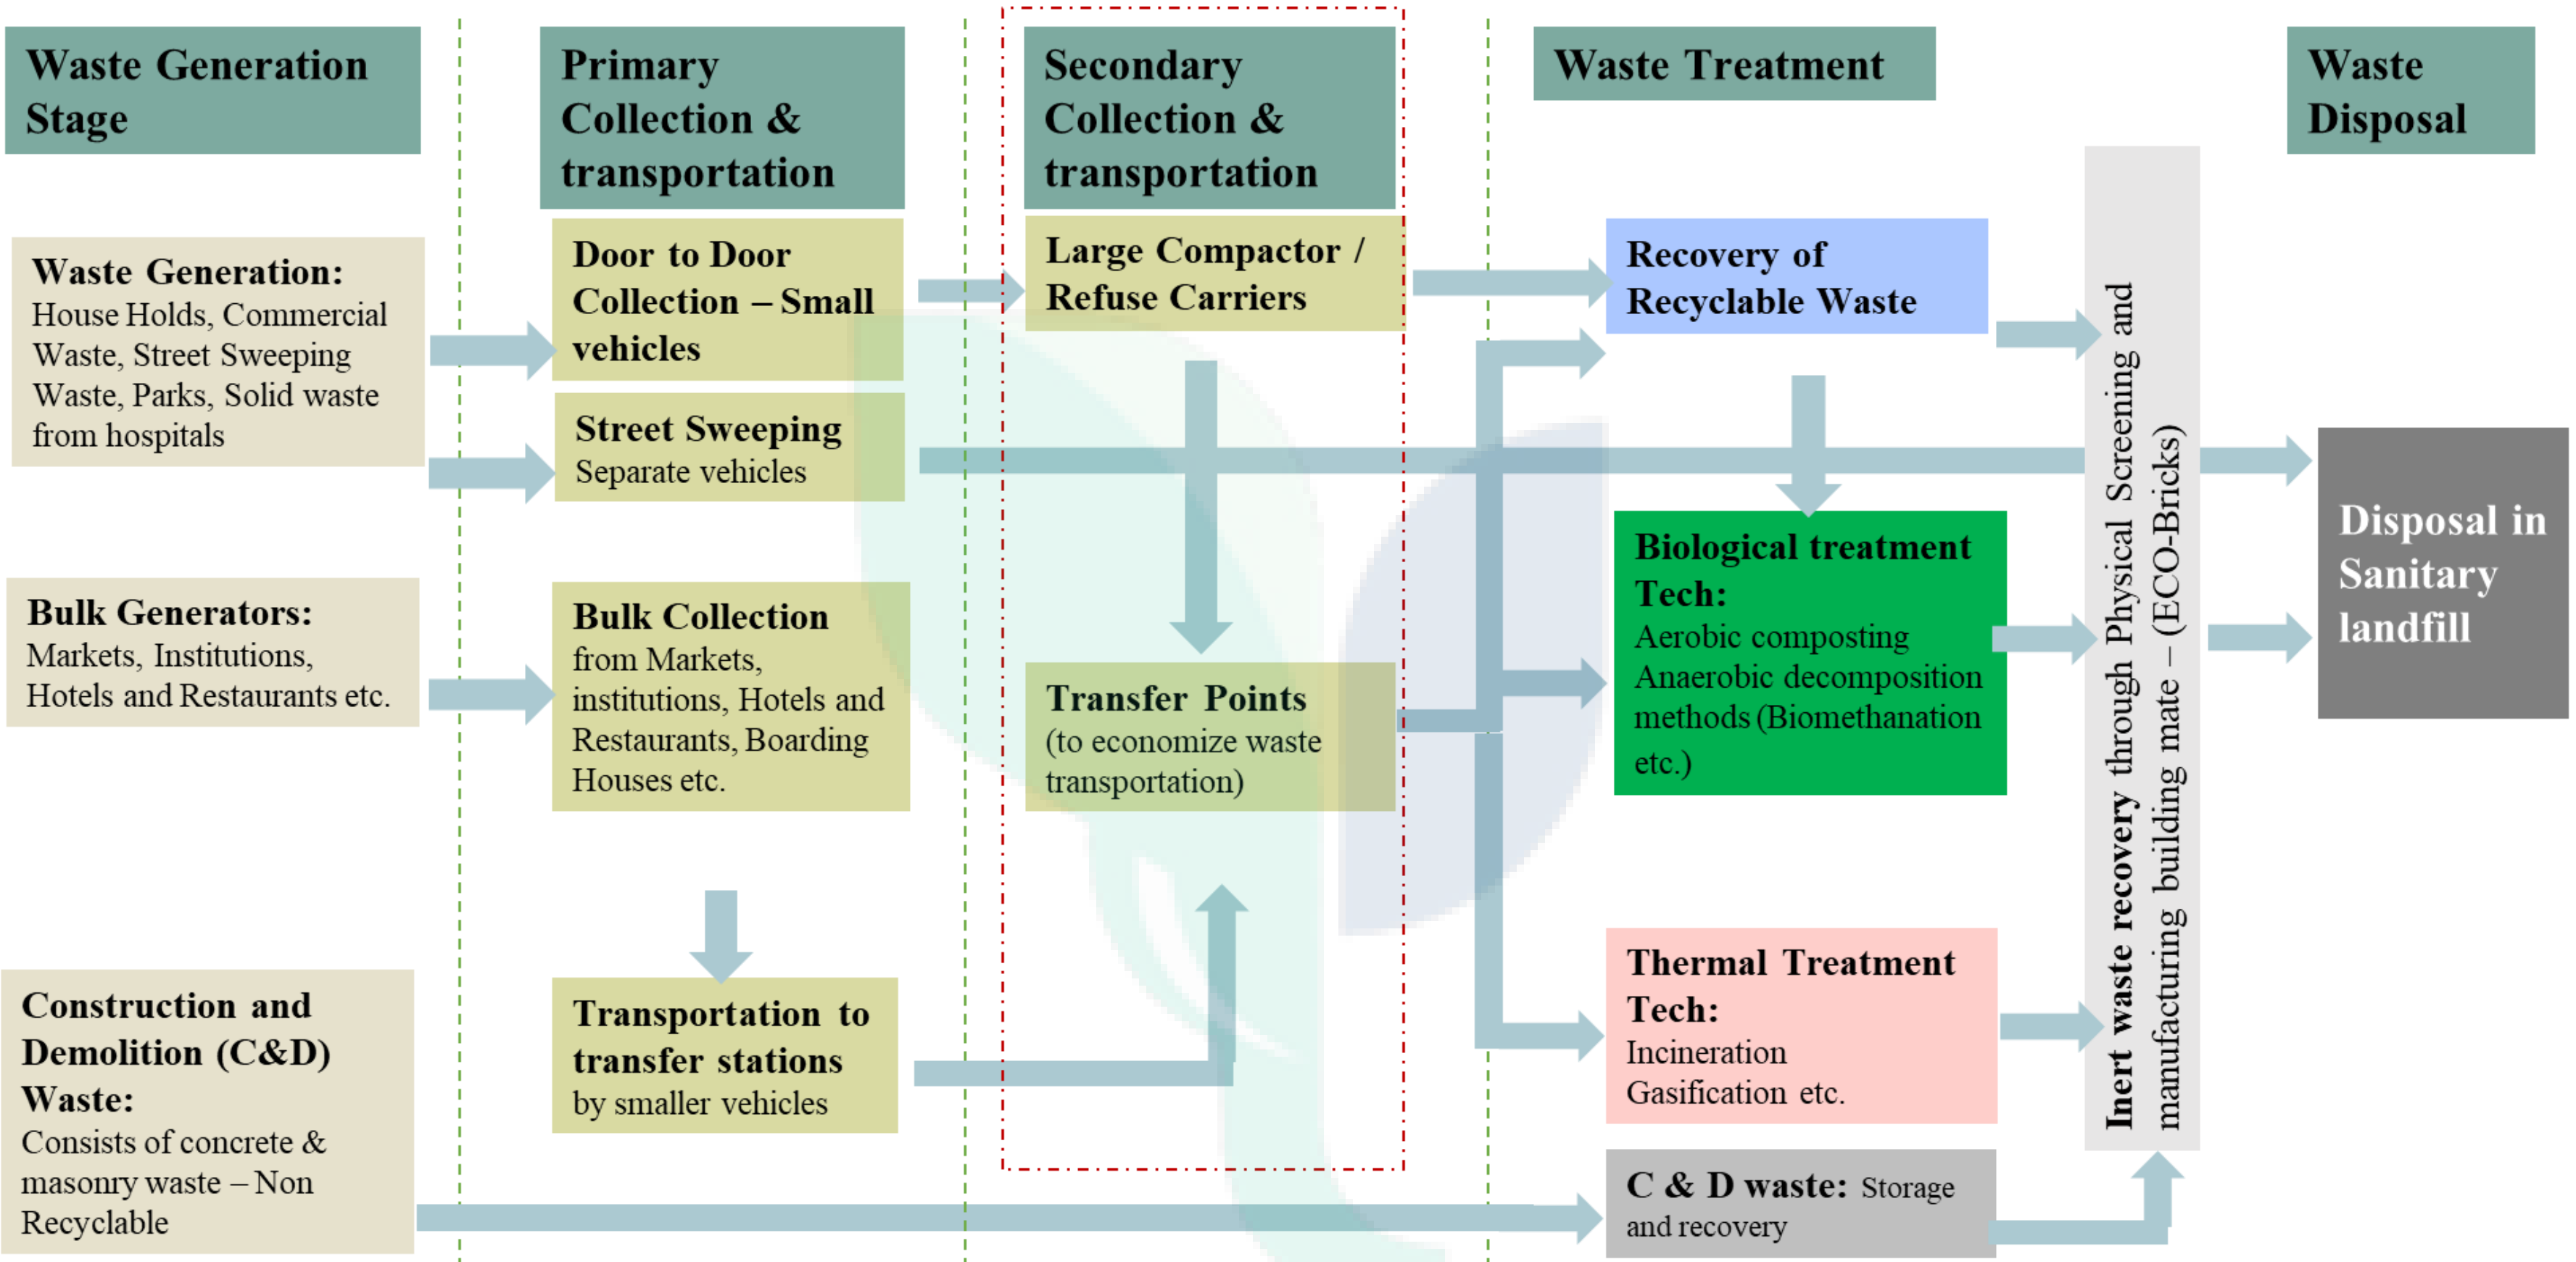 Waste Generation
Stage
Primary
Collection &
transportation
Secondary
Collection &
transportation
Waste Treatment
Waste
Disposal
Waste Generation:
House Holds, Commercial
Waste, Street Sweeping
Waste, Parks, Solid waste
from hospitals
Bulk Generators:
Markets, Institutions,
Hotels and Restaurants etc.
Construction and
Demolition (C&D)
Waste:
Consists of concrete &
masonry waste – Non
Recyclable
Door to Door
Collection – Small
vehicles
Street Sweeping
Separate vehicles
Bulk Collection
from Markets,
institutions, Hotels and
Restaurants, Boarding
Houses etc.
Transportation to
transfer stations
by smaller vehicles
Large Compactor /
Refuse Carriers
Transfer Points
(to economize waste
transportation)
Recovery of
Recyclable Waste
Biological treatment
Tech:
Aerobic composting
Anaerobic decomposition
methods (Biomethanation
etc.)
Thermal Treatment
Tech:
Incineration
Gasification etc.
C & D waste: Storage
and recovery
Inert waste recovery through Physical Screening and
manufacturing building mate – (ECO-Bricks)
Disposal in
Sanitary
landfill